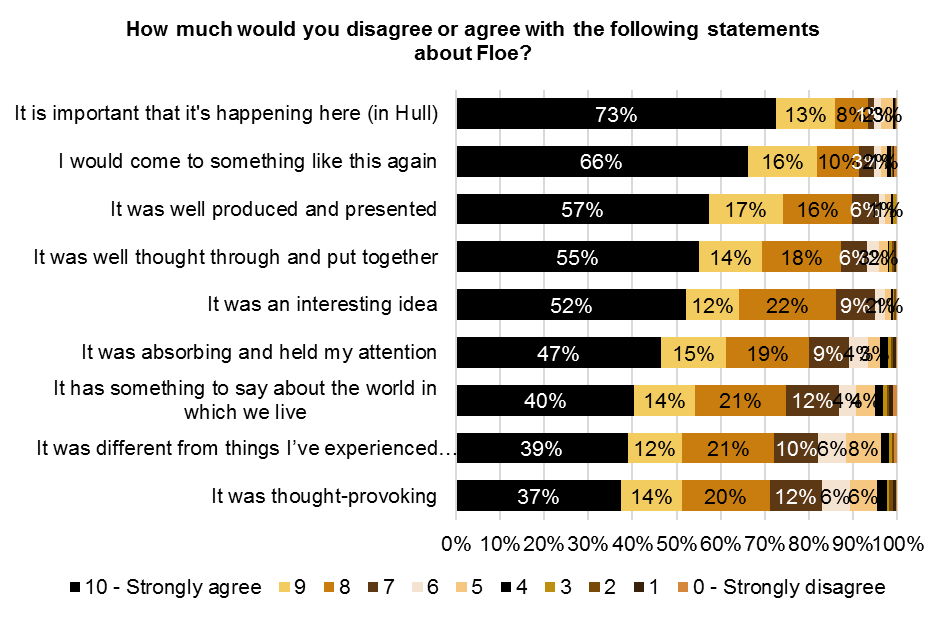 How much would you disagree or agree with the following statements
about Floe?
It is important that it's happening here (in Hull)
73% 13% 8%
I would come to something like this again
66% 16% 10% 3%
It was well produced and presented
57% 17% 16% 6% 1%
It was well thought through and put together
55% 14% 18% 6% 3%
It was an interesting idea
52% 12% 22% 9% 2% 1%
It was absorbing and held my attention
47% 15% 19% 9% 4% 3%
It has something to say about the world in
which we live
40% 14% 21% 12% 4% 4%
It was different from things I’ve experienced…
39% 12% 21% 10% 6% 8%
It was thought-provoking
37% 14% 20% 12% 6% 6%
0% 10% 20% 30% 40% 50% 60% 70% 80% 90% 100%
10 - Strongly agree 9 8 7 6 5 4 3 2 1 0 - Strongly disagree